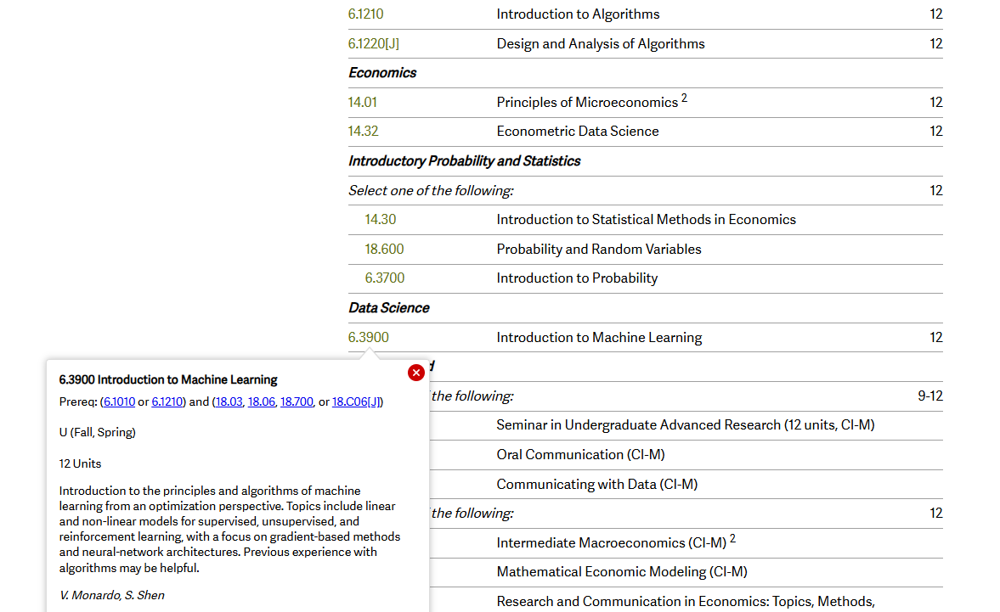 6.1210 Introduction to Algorithms 12
6.1220[J] Design and Analysis of Algorithms 12
Economics
14.01 Principles of Microeconomics 2 12
14.32 Econometric Data Science 12
Introductory Probability and Statistics
Select one of the following: 12
14.30 Introduction to Statistical Methods in Economics
18.600 Probability and Random Variables
6.3700 Introduction to Probability
Data Science
6.3900 Introduction to Machine Learning 12
the following: 9-12
Seminar in Undergraduate Advanced Research (12 units, CI-M)
Oral Communication (CI-M)
Communicating with Data (CI-M)
the following: 12
Intermediate Macroeconomics (CI-M) 2
Mathematical Economic Modeling (CI-M)
Research and Communication in Economics: Topics, Methods,
6.3900 Introduction to Machine Learning
Prereq: (6.1010 or 6.1210) and (18.03, 18.06, 18.700, or 18.C06[J])
U (Fall, Spring)
12 Units
Introduction to the principles and algorithms of machine
learning from an optimization perspective. Topics include linear
and non-linear models for supervised, unsupervised, and
reinforcement learning, with a focus on gradient-based methods
and neural-network architectures. Previous experience with
algorithms may be helpful.
V. Monardo, S. Shen